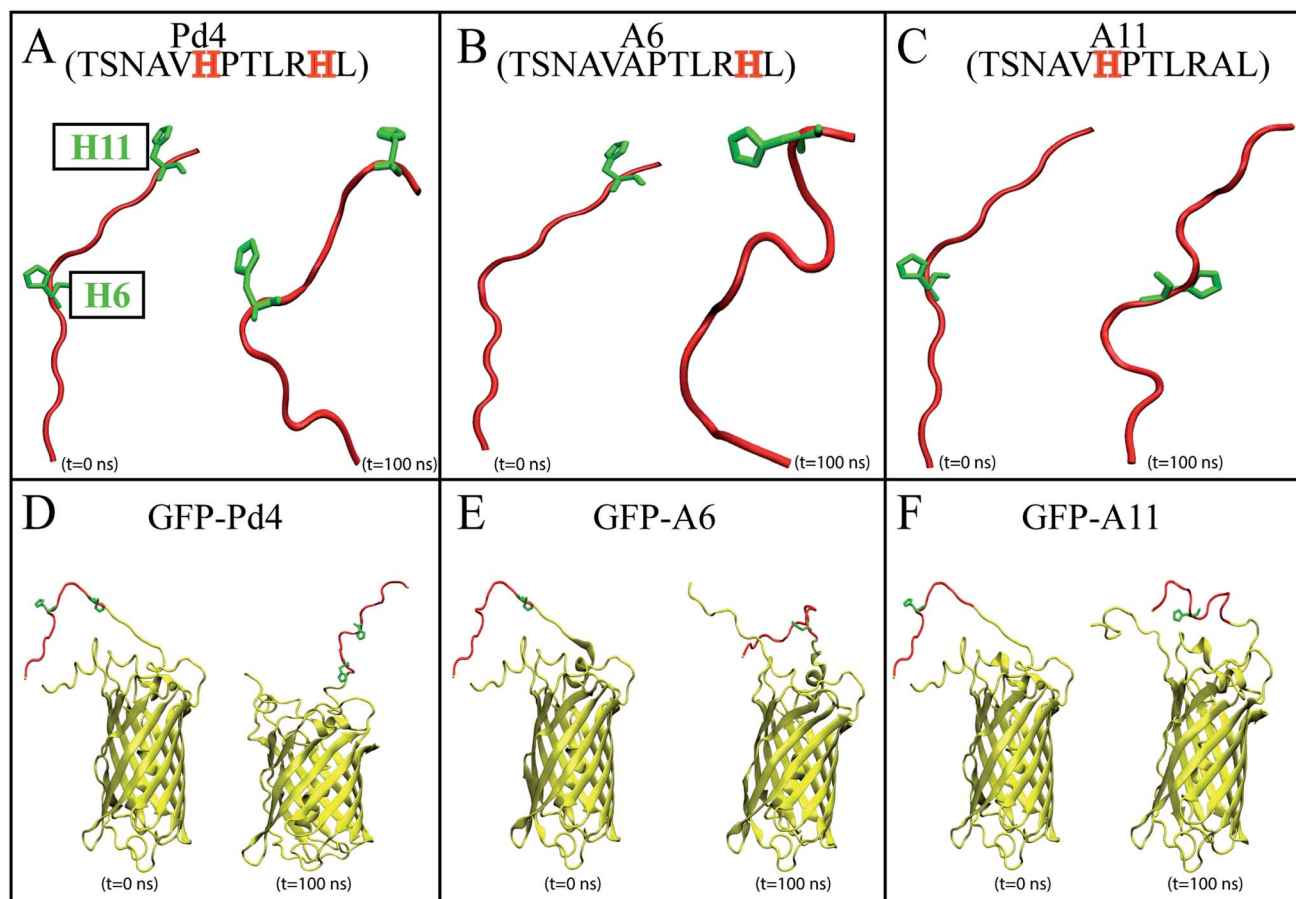 A
Pd4
(TSNAVHPTLRHL)
H11
H6
(t=0 ns)
(t=100 ns)
B
A6
(TSNAVAPTLRHL)
(t=0 ns)
(t=100 ns)
C
A11
(TSNAVHPTLRAL)
(t=0 ns)
(t=100 ns)
D
GFP-Pd4
(t=0 ns)
(t=100 ns)
E
GFP-A6
(t=0 ns)
(t=100 ns)
F
GFP-A11
(t=0 ns)
(t=100 ns)